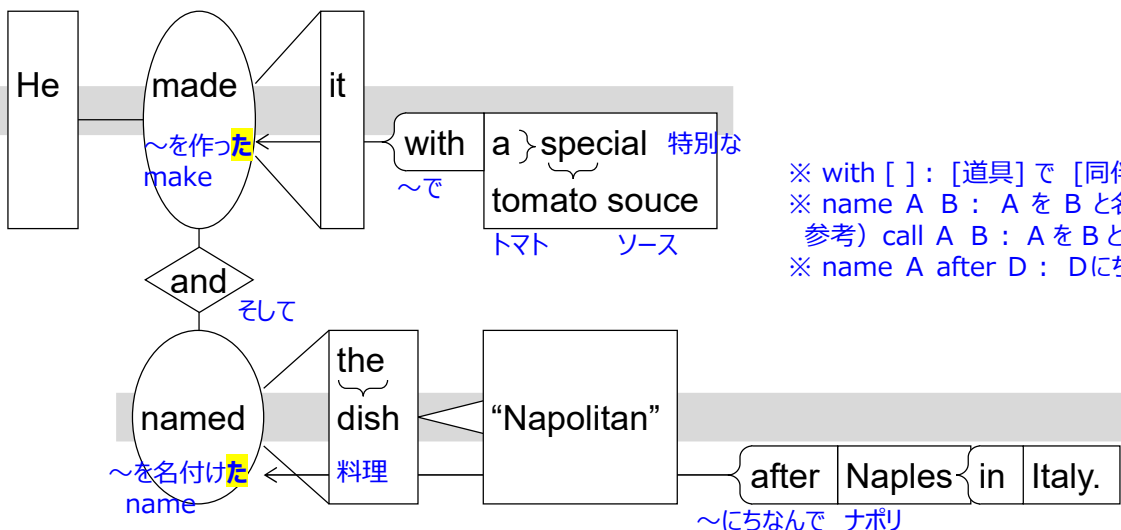 He made it
～を作った
make
with a special 特別な
～で
tomato souce
トマト ソース
※ with [ ] : [道具] で [同伴
※ name A B : A を B と名
参考）call A B : A を B と
※ name A after D : Dにち
and
そして
the
named dish “Napolitan”
～を名付けた 料理
name
after Naples in Italy.
～にちなんで ナポリ